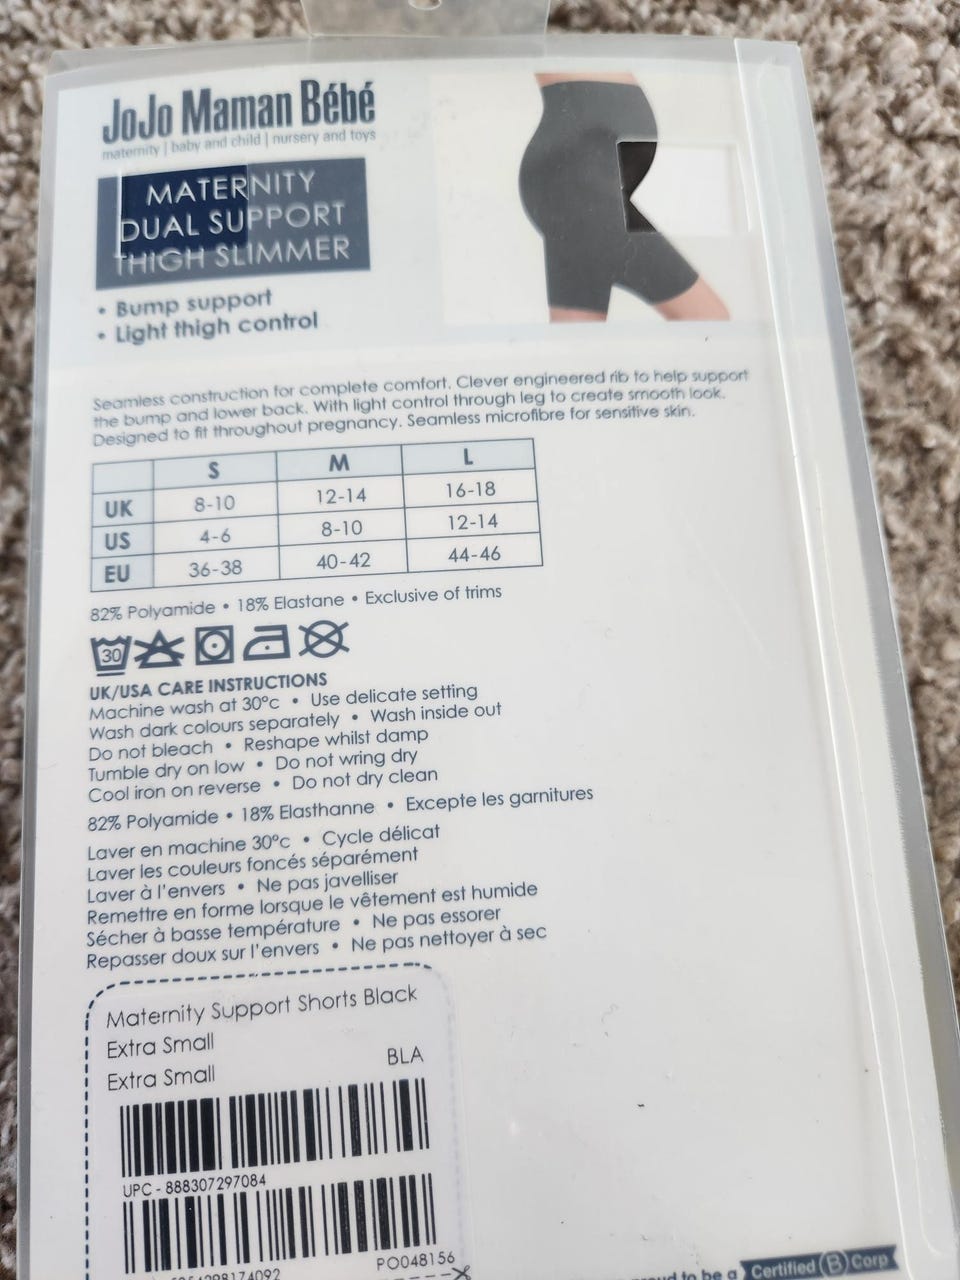 JoJo Maman Bébé
maternity | baby and child | nursery and toys
MATERNITY
DUAL SUPPORT
THIGH SLIMMER
• Bump support
• Light thigh control
Seamless construction for complete comfort. Clever engineered rib to help support
the bump and lower back. With light control through leg to create smooth look.
Designed to fit throughout pregnancy. Seamless microfibre for sensitive skin.
S M L
UK 8-10 12-14 16-18
US 4-6 8-10 12-14
EU 36-38 40-42 44-46
82% Polyamide • 18% Elastane • Exclusive of trims
30
UK/USA CARE INSTRUCTIONS
Machine wash at 30°c • Use delicate setting
Wash dark colours separately • Wash inside out
Do not bleach • Reshape whilst damp
Tumble dry on low • Do not wring dry
Cool iron on reverse • Do not dry clean
82% Polyamide • 18% Elasthanne • Excepte les garnitures
Laver en machine 30°c • Cycle délicat
Laver les couleurs foncés séparément
Laver à l'envers • Ne pas javelliser
Remettre en forme lorsque le vêtement est humide
Sécher à basse température • Ne pas essorer
Repasser doux sur l'envers • Ne pas nettoyer à sec
Maternity Support Shorts Black
Extra Small
Extra Small BLA
UPC - 888307297084
PO048156
to be a Certified B Corp